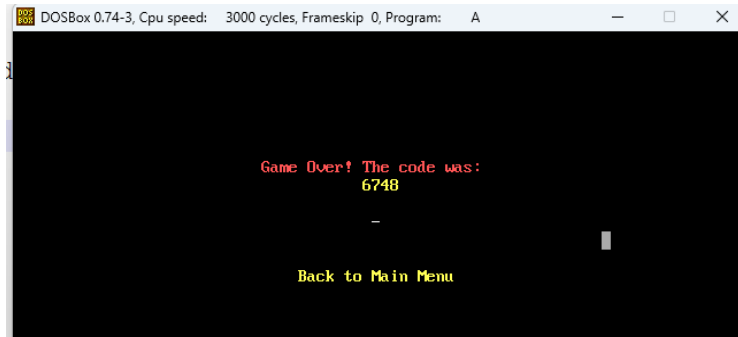 DOSBox 0.74-3, Cpu speed: 3000 cycles, Frameskip 0, Program: A
Game Over! The code was:
6748
_
Back to Main Menu